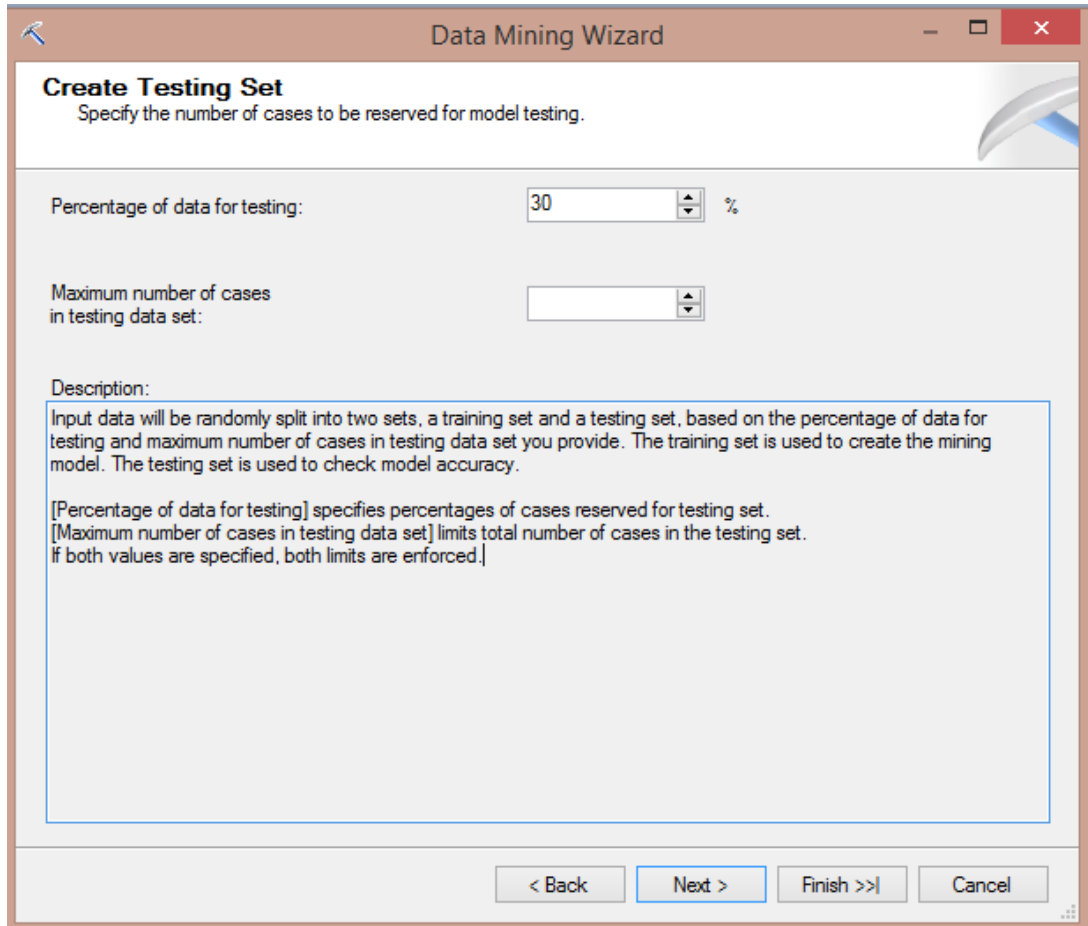 Data Mining Wizard
Create Testing Set
Specify the number of cases to be reserved for model testing.
Percentage of data for testing:
30
%
Maximum number of cases
in testing data set:
Description:
Input data will be randomly split into two sets, a training set and a testing set, based on the percentage of data for
testing and maximum number of cases in testing data set you provide. The training set is used to create the mining
model. The testing set is used to check model accuracy.
[Percentage of data for testing] specifies percentages of cases reserved for testing set.
[Maximum number of cases in testing data set] limits total number of cases in the testing set.
If both values are specified, both limits are enforced.
< Back
Next >
Finish >>|
Cancel